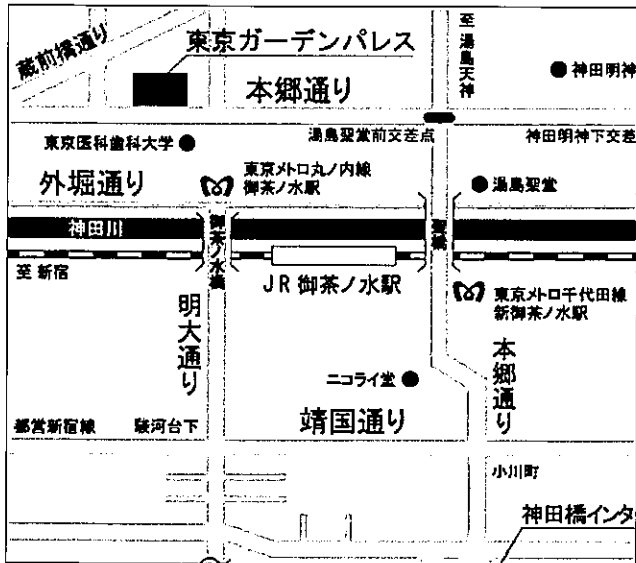 蔵前橋通り
東京ガーデンパレス
至 湯島天神
神田明神
本郷通り
湯島聖堂前交差点
神田明神下交差
東京医科歯科大学
東京メトロ丸ノ内線
御茶ノ水駅
外堀通り
湯島聖堂
神田川
御茶ノ水橋
聖橋
至 新宿
JR 御茶ノ水駅
東京メトロ千代田線
新御茶ノ水駅
明大通り
本郷通り
ニコライ堂
都営新宿線
駿河台下
靖国通り
小川町
神田橋インタ